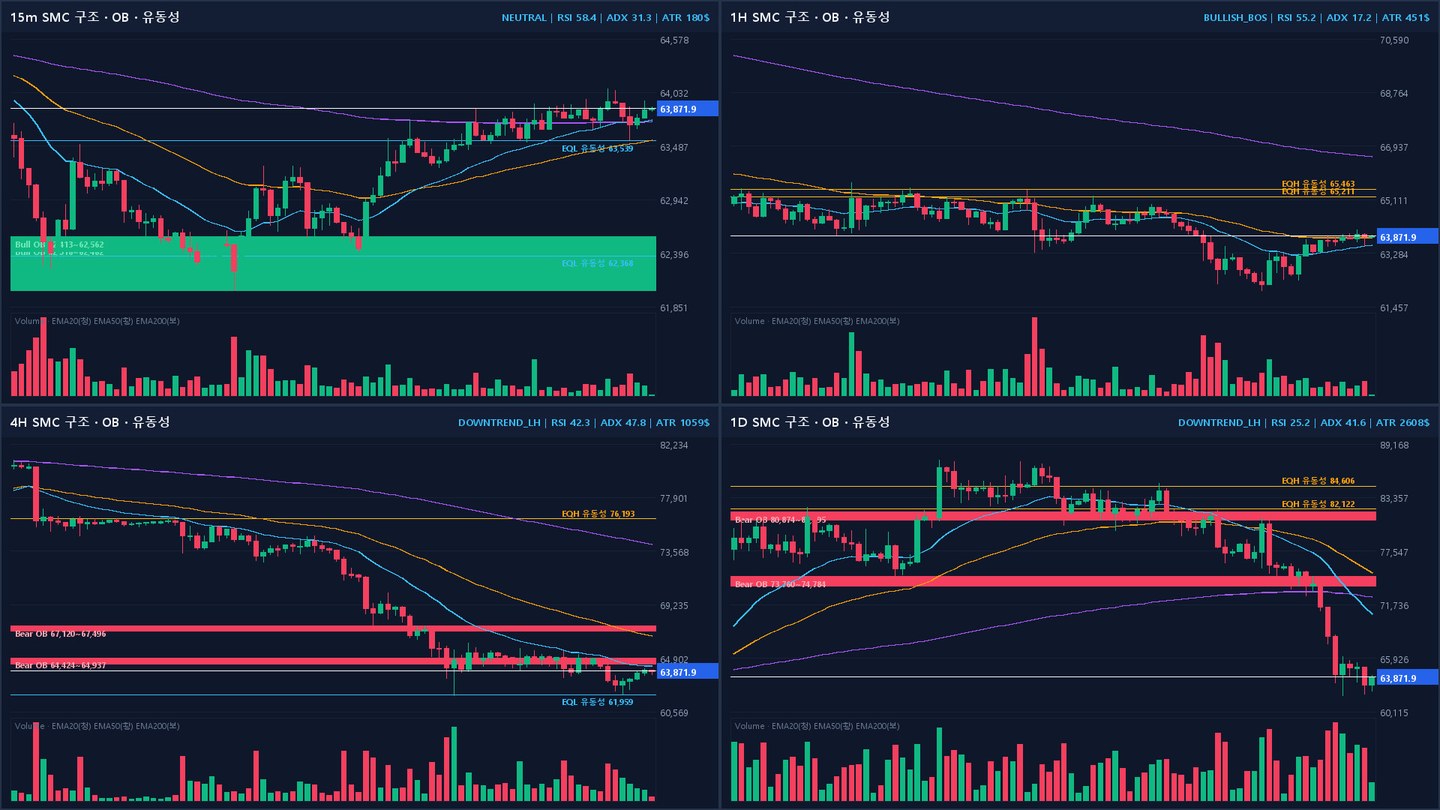 15m SMC 구조 · OB · 유동성
NEUTRAL | RSI 58.4 | ADX 31.3 | ATR 180$
64,578
64,032
63,871.9
63,487
62,942
62,396
61,851
EQL 유동성 63,539
Bull OB
413~62,562
EQL 유동성 62,368
Volume · EMA20(청) EMA50(황) EMA200(보)
1H SMC 구조 · OB · 유동성
BULLISH_BOS | RSI 55.2 | ADX 17.2 | ATR 451$
70,590
68,764
66,937
65,111
63,871.9
63,284
61,457
EQH 유동성 65,463
EQH 유동성 65,211
Volume · EMA20(청) EMA50(황) EMA200(보)
4H SMC 구조 · OB · 유동성
DOWNTREND_LH | RSI 42.3 | ADX 47.8 | ATR 1059$
82,234
77,901
73,568
69,235
64,902
63,871.9
60,569
EQH 유동성 76,193
Bear OB 67,120~67,496
Bear OB 64,424~64,937
EQL 유동성 61,959
Volume · EMA20(청) EMA50(황) EMA200(보)
1D SMC 구조 · OB · 유동성
DOWNTREND_LH | RSI 25.2 | ADX 41.6 | ATR 2608$
89,168
83,357
77,547
71,736
65,926
63,871.9
60,115
EQH 유동성 84,606
EQH 유동성 82,122
Bear OB
Bear OB 73,760~74,784
Volume · EMA20(청) EMA50(황) EMA200(보)